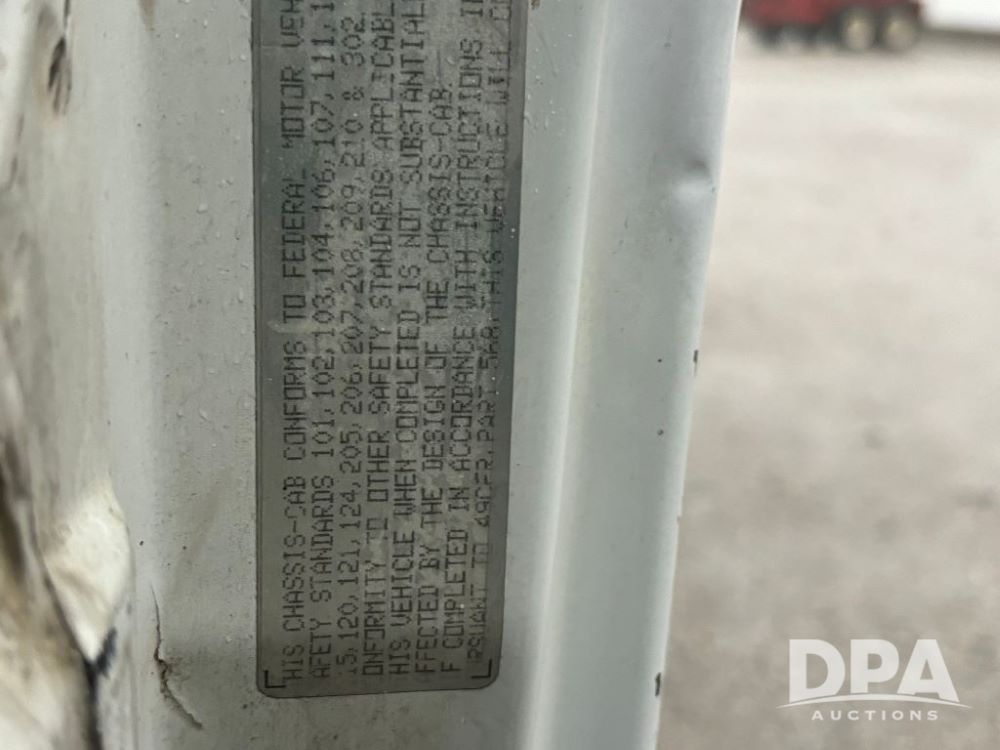 HIS CHASSIS-CAB CONFORMS TO FEDERAL MOTOR VEH
AFETY STANDARDS 101,102,103,104,106,107,111,1
15,120,121,124,205,206,207,208,209,210 & 302
ONFORMITY TO OTHER SAFETY STANDARDS APPLICABL
HIS VEHICLE WHEN COMPLETED IS NOT SUBSTANTIAL
FFECTED BY THE DESIGN OF THE CHASSIS-CAB.
F COMPLETED IN ACCORDANCE WITH INSTRUCTIONS I
RSUANT TO 49CFR,PART 568,THIS VEHICLE WILL CO
DPA
AUCTIONS